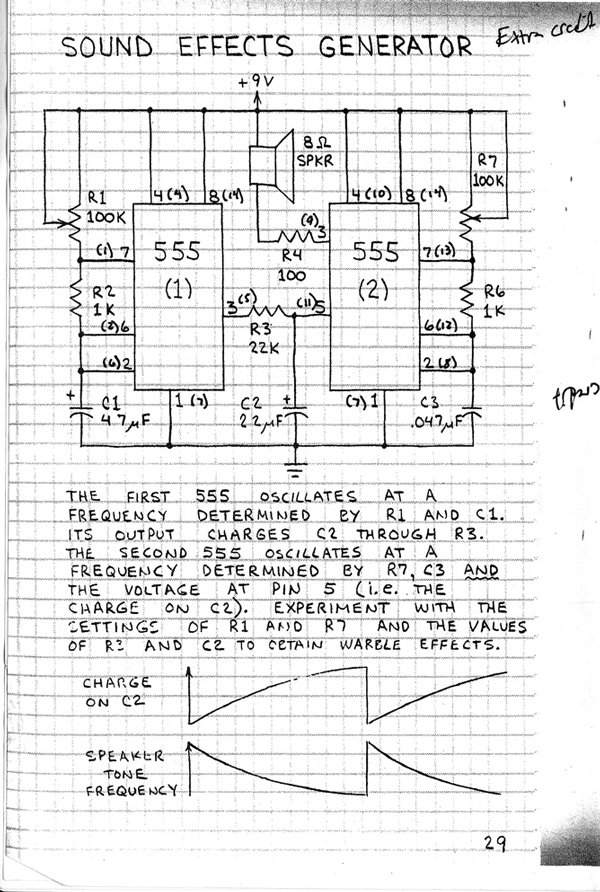 SOUND EFFECTS GENERATOR
Extra credit
+9V
8Ω
SPKR
R1
100K
4(4)
8(14)
(9)
3
4(10)
8(14)
R7
100K
(1) 7
555
(1)
R4
100
555
(2)
7(13)
R2
1K
(2)6
3(5)
R3
22K
(11)5
6(12)
R6
1K
(6)2
2(8)
+
C1
4.7µF
1 (7)
C2
22µF
+
(7)1
C3
.047µF
THE FIRST 555 OSCILLATES AT A
FREQUENCY DETERMINED BY R1 AND C1.
ITS OUTPUT CHARGES C2 THROUGH R3.
THE SECOND 555 OSCILLATES AT A
FREQUENCY DETERMINED BY R7, C3 AND
THE VOLTAGE AT PIN 5 (i.e. THE
CHARGE ON C2). EXPERIMENT WITH THE
SETTINGS OF R1 AND R7 AND THE VALUES
OF R3 AND C2 TO OBTAIN WARBLE EFFECTS.
CHARGE
ON C2
SPEAKER
TONE
FREQUENCY
29